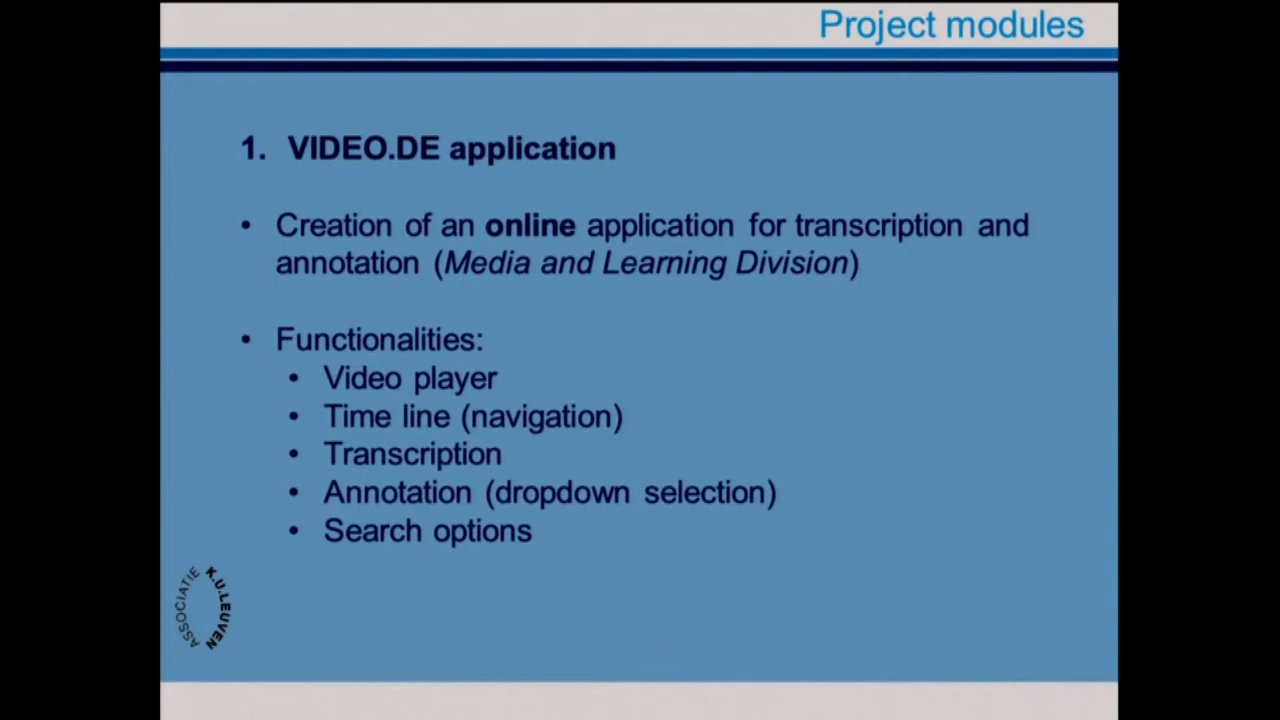 Project modules
1. VIDEO.DE application
• Creation of an online application for transcription and
annotation (Media and Learning Division)
• Functionalities:
• Video player
• Time line (navigation)
• Transcription
• Annotation (dropdown selection)
• Search options
ASSOCIATIE
K.U.LEUVEN